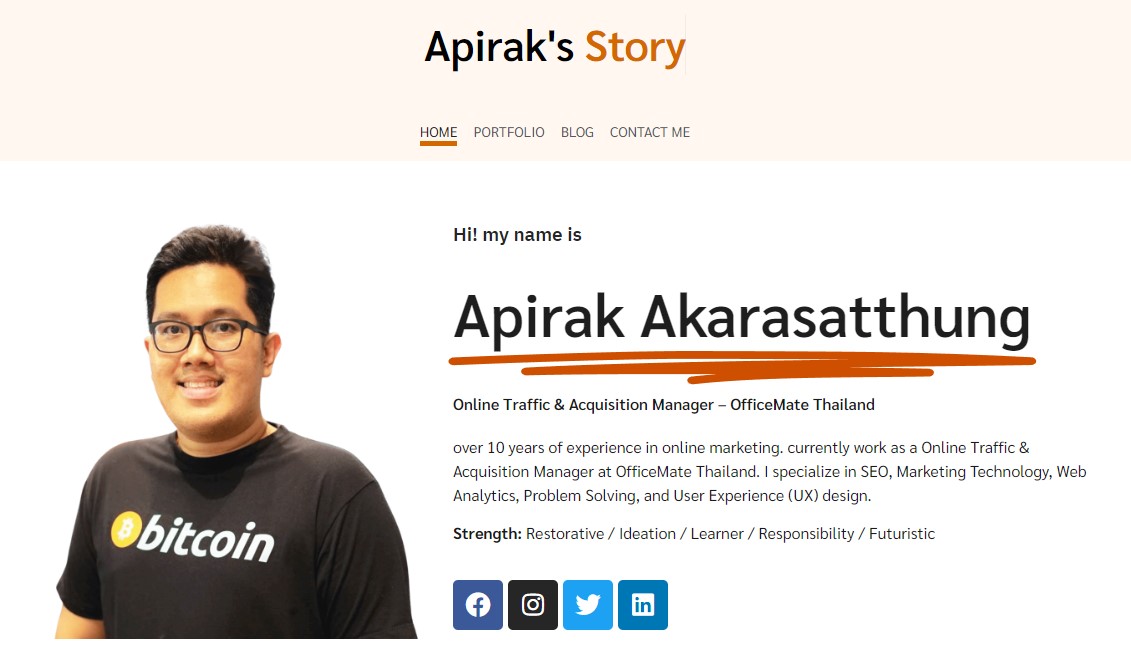 Apirak's Story
HOME PORTFOLIO BLOG CONTACT ME
Hi! my name is
Apirak Akarasatthung
Online Traffic & Acquisition Manager – OfficeMate Thailand
over 10 years of experience in online marketing. currently work as a Online Traffic &
Acquisition Manager at OfficeMate Thailand. I specialize in SEO, Marketing Technology, Web
Analytics, Problem Solving, and User Experience (UX) design.
Strength: Restorative / Ideation / Learner / Responsibility / Futuristic
bitcoin